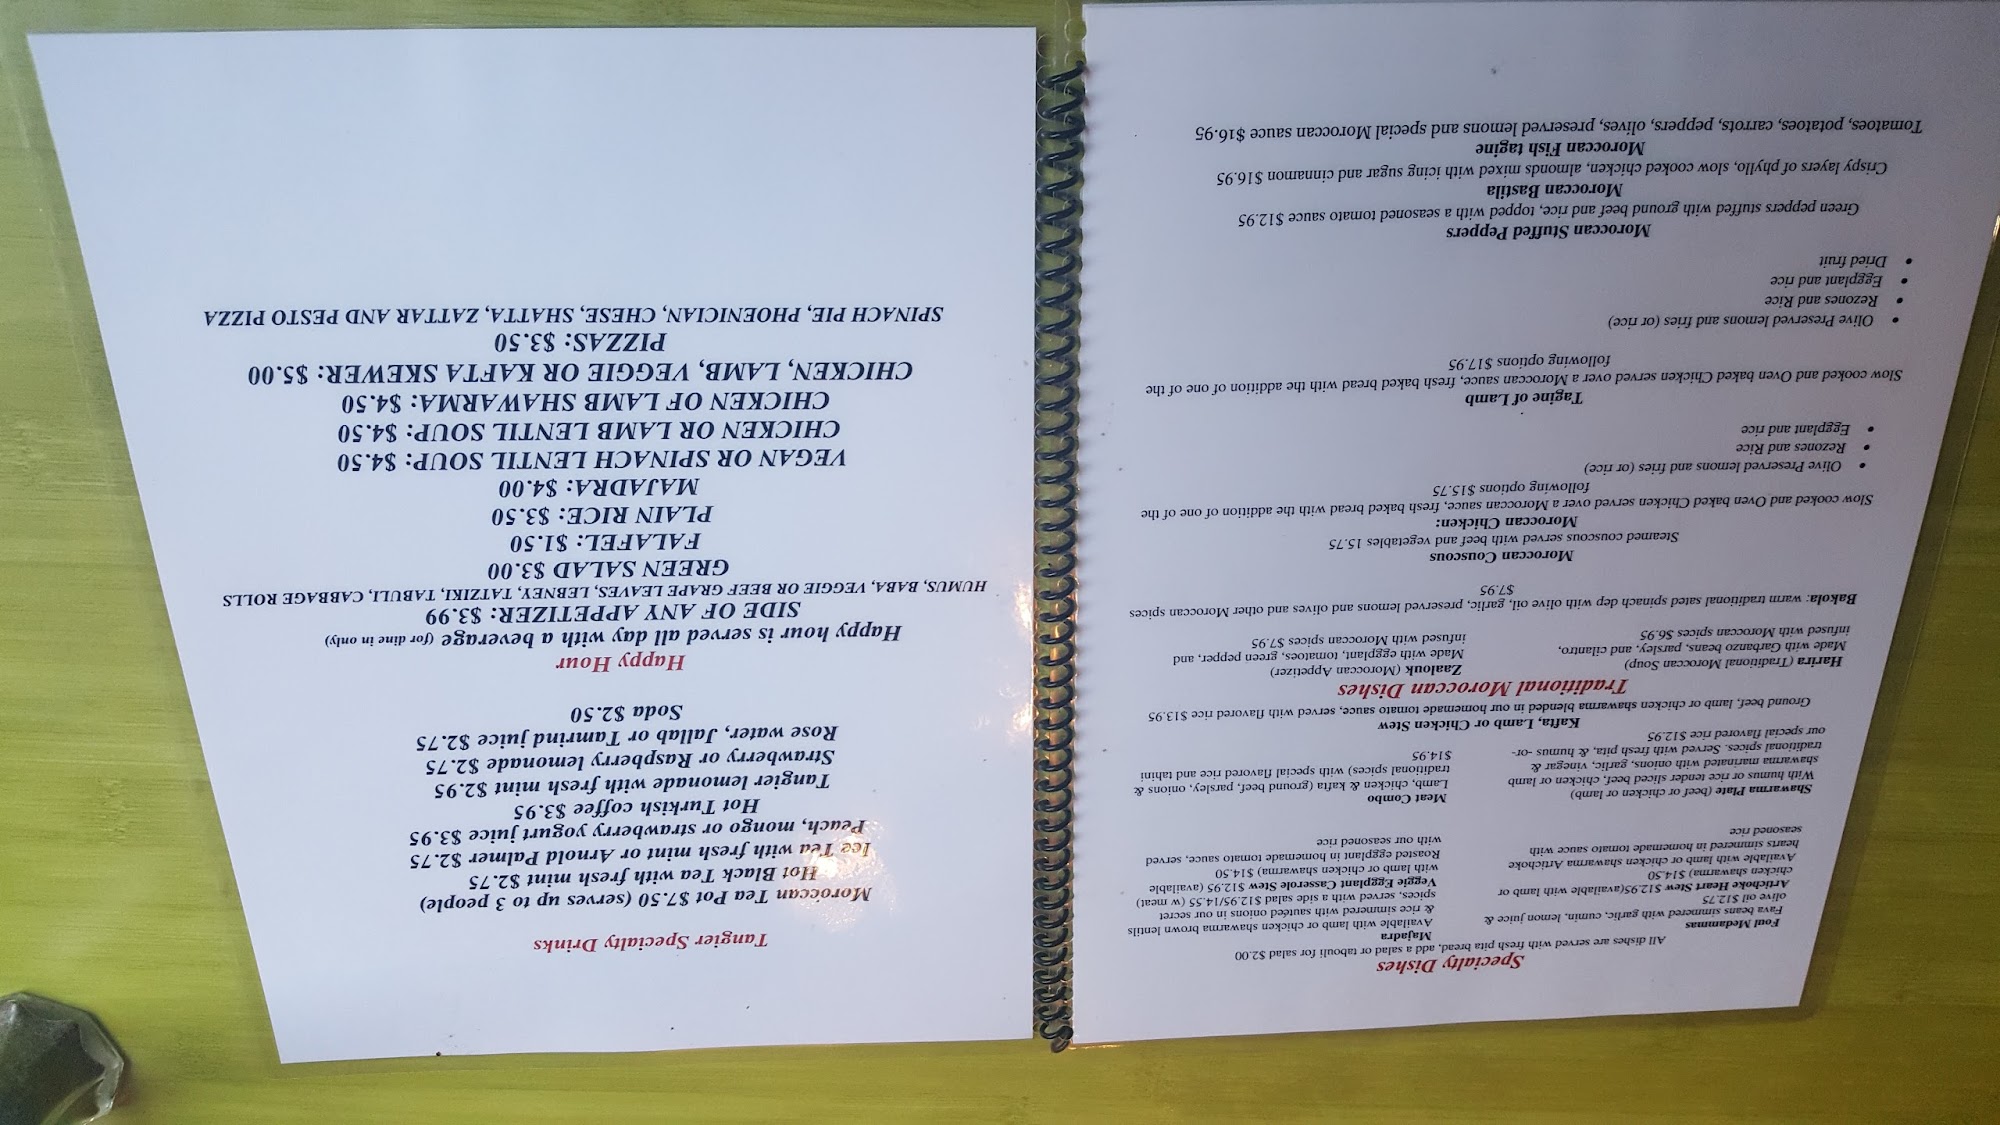 Specialty Dishes
All dishes are served with fresh pita bread, add a salad or tabouli for salad $2.00
Foul Medammas
Fava beans simmered with garlic, cumin, lemon juice &
olive oil $12.75
Artichoke Heart Stew $12.95(available with lamb or
chicken shawarma) $14.50
Available with lamb or chicken shawarma Artichoke
hearts simmered in homemade tomato sauce with
seasoned rice
Majadra
Available with lamb or chicken shawarma brown lentils
& rice simmered with sautéed onions in our secret
spices, served with a side salad $12.95/14.55 (w meat)
Veggie Eggplant Casserole Stew $12.95 (available
with lamb or chicken shawarma) $14.50
Roasted eggplant in homemade tomato sauce, served
with our seasoned rice
Shawarma Plate (beef or chicken or lamb)
With humus or rice tender sliced beef, chicken or lamb
shawarma marinated with onions, garlic, vinegar &
traditional spices. Served with fresh pita, & humus -or-
our special flavored rice $12.95
Meat Combo
Lamb, chicken & kafta (ground beef, parsley, onions &
traditional spices) with special flavored rice and tahini
$14.95
Kafta, Lamb or Chicken Stew
Ground beef, lamb or chicken shawarma blended in our homemade tomato sauce, served with flavored rice $13.95
Traditional Moroccan Dishes
Harira (Traditional Moroccan Soup)
Made with Garbanzo beans, parsley, and cilantro,
infused with Moroccan spices $6.95
Zaalouk (Moroccan Appetizer)
Made with eggplant, tomatoes, green pepper, and
infused with Moroccan spices $7.95
Bakola: warm traditional sated spinach dep with olive oil, garlic, preserved lemons and olives and other Moroccan spices
$7.95
Moroccan Couscous
Steamed couscous served with beef and vegetables 15.75
Moroccan Chicken:
Slow cooked and Oven baked Chicken served over a Moroccan sauce, fresh baked bread with the addition of one of the
following options $15.75
• Olive Preserved lemons and fries (or rice)
• Rezones and Rice
• Eggplant and rice
Tagine of Lamb
Slow cooked and Oven baked Chicken served over a Moroccan sauce, fresh baked bread with the addition of one of the
following options $17.95
• Olive Preserved lemons and fries (or rice)
• Rezones and Rice
• Eggplant and rice
• Dried fruit
Moroccan Stuffed Peppers
Green peppers stuffed with ground beef and rice, topped with a seasoned tomato sauce $12.95
Moroccan Bastila
Crispy layers of phyllo, slow cooked chicken, almonds mixed with icing sugar and cinnamon $16.95
Moroccan Fish tagine
Tomatoes, potatoes, carrots, peppers, olives, preserved lemons and special Moroccan sauce $16.95
Tangier Specialty Drinks
Moroccan Tea Pot $7.50 (serves up to 3 people)
Hot Black Tea with fresh mint $2.75
Ice Tea with fresh mint or Arnold Palmer $2.75
Peach, mongo or strawberry yogurt juice $3.95
Hot Turkish coffee $3.95
Tangier lemonade with fresh mint $2.95
Strawberry or Raspberry lemonade $2.75
Rose water, Jallab or Tamrind juice $2.75
Soda $2.50
Happy Hour
Happy hour is served all day with a beverage (for dine in only)
SIDE OF ANY APPETIZER: $3.99
HUMUS, BABA, VEGGIE OR BEEF GRAPE LEAVES, LEBNEY, TATZIKI, TABULI, CABBAGE ROLLS
GREEN SALAD $3.00
FALAFEL: $1.50
PLAIN RICE: $3.50
MAJADRA: $4.00
VEGAN OR SPINACH LENTIL SOUP: $4.50
CHICKEN OR LAMB LENTIL SOUP: $4.50
CHICKEN OF LAMB SHAWARMA: $4.50
CHICKEN, LAMB, VEGGIE OR KAFTA SKEWER: $5.00
PIZZAS: $3.50
SPINACH PIE, PHOENICIAN, CHESE, SHATTA, ZATTAR AND PESTO PIZZA